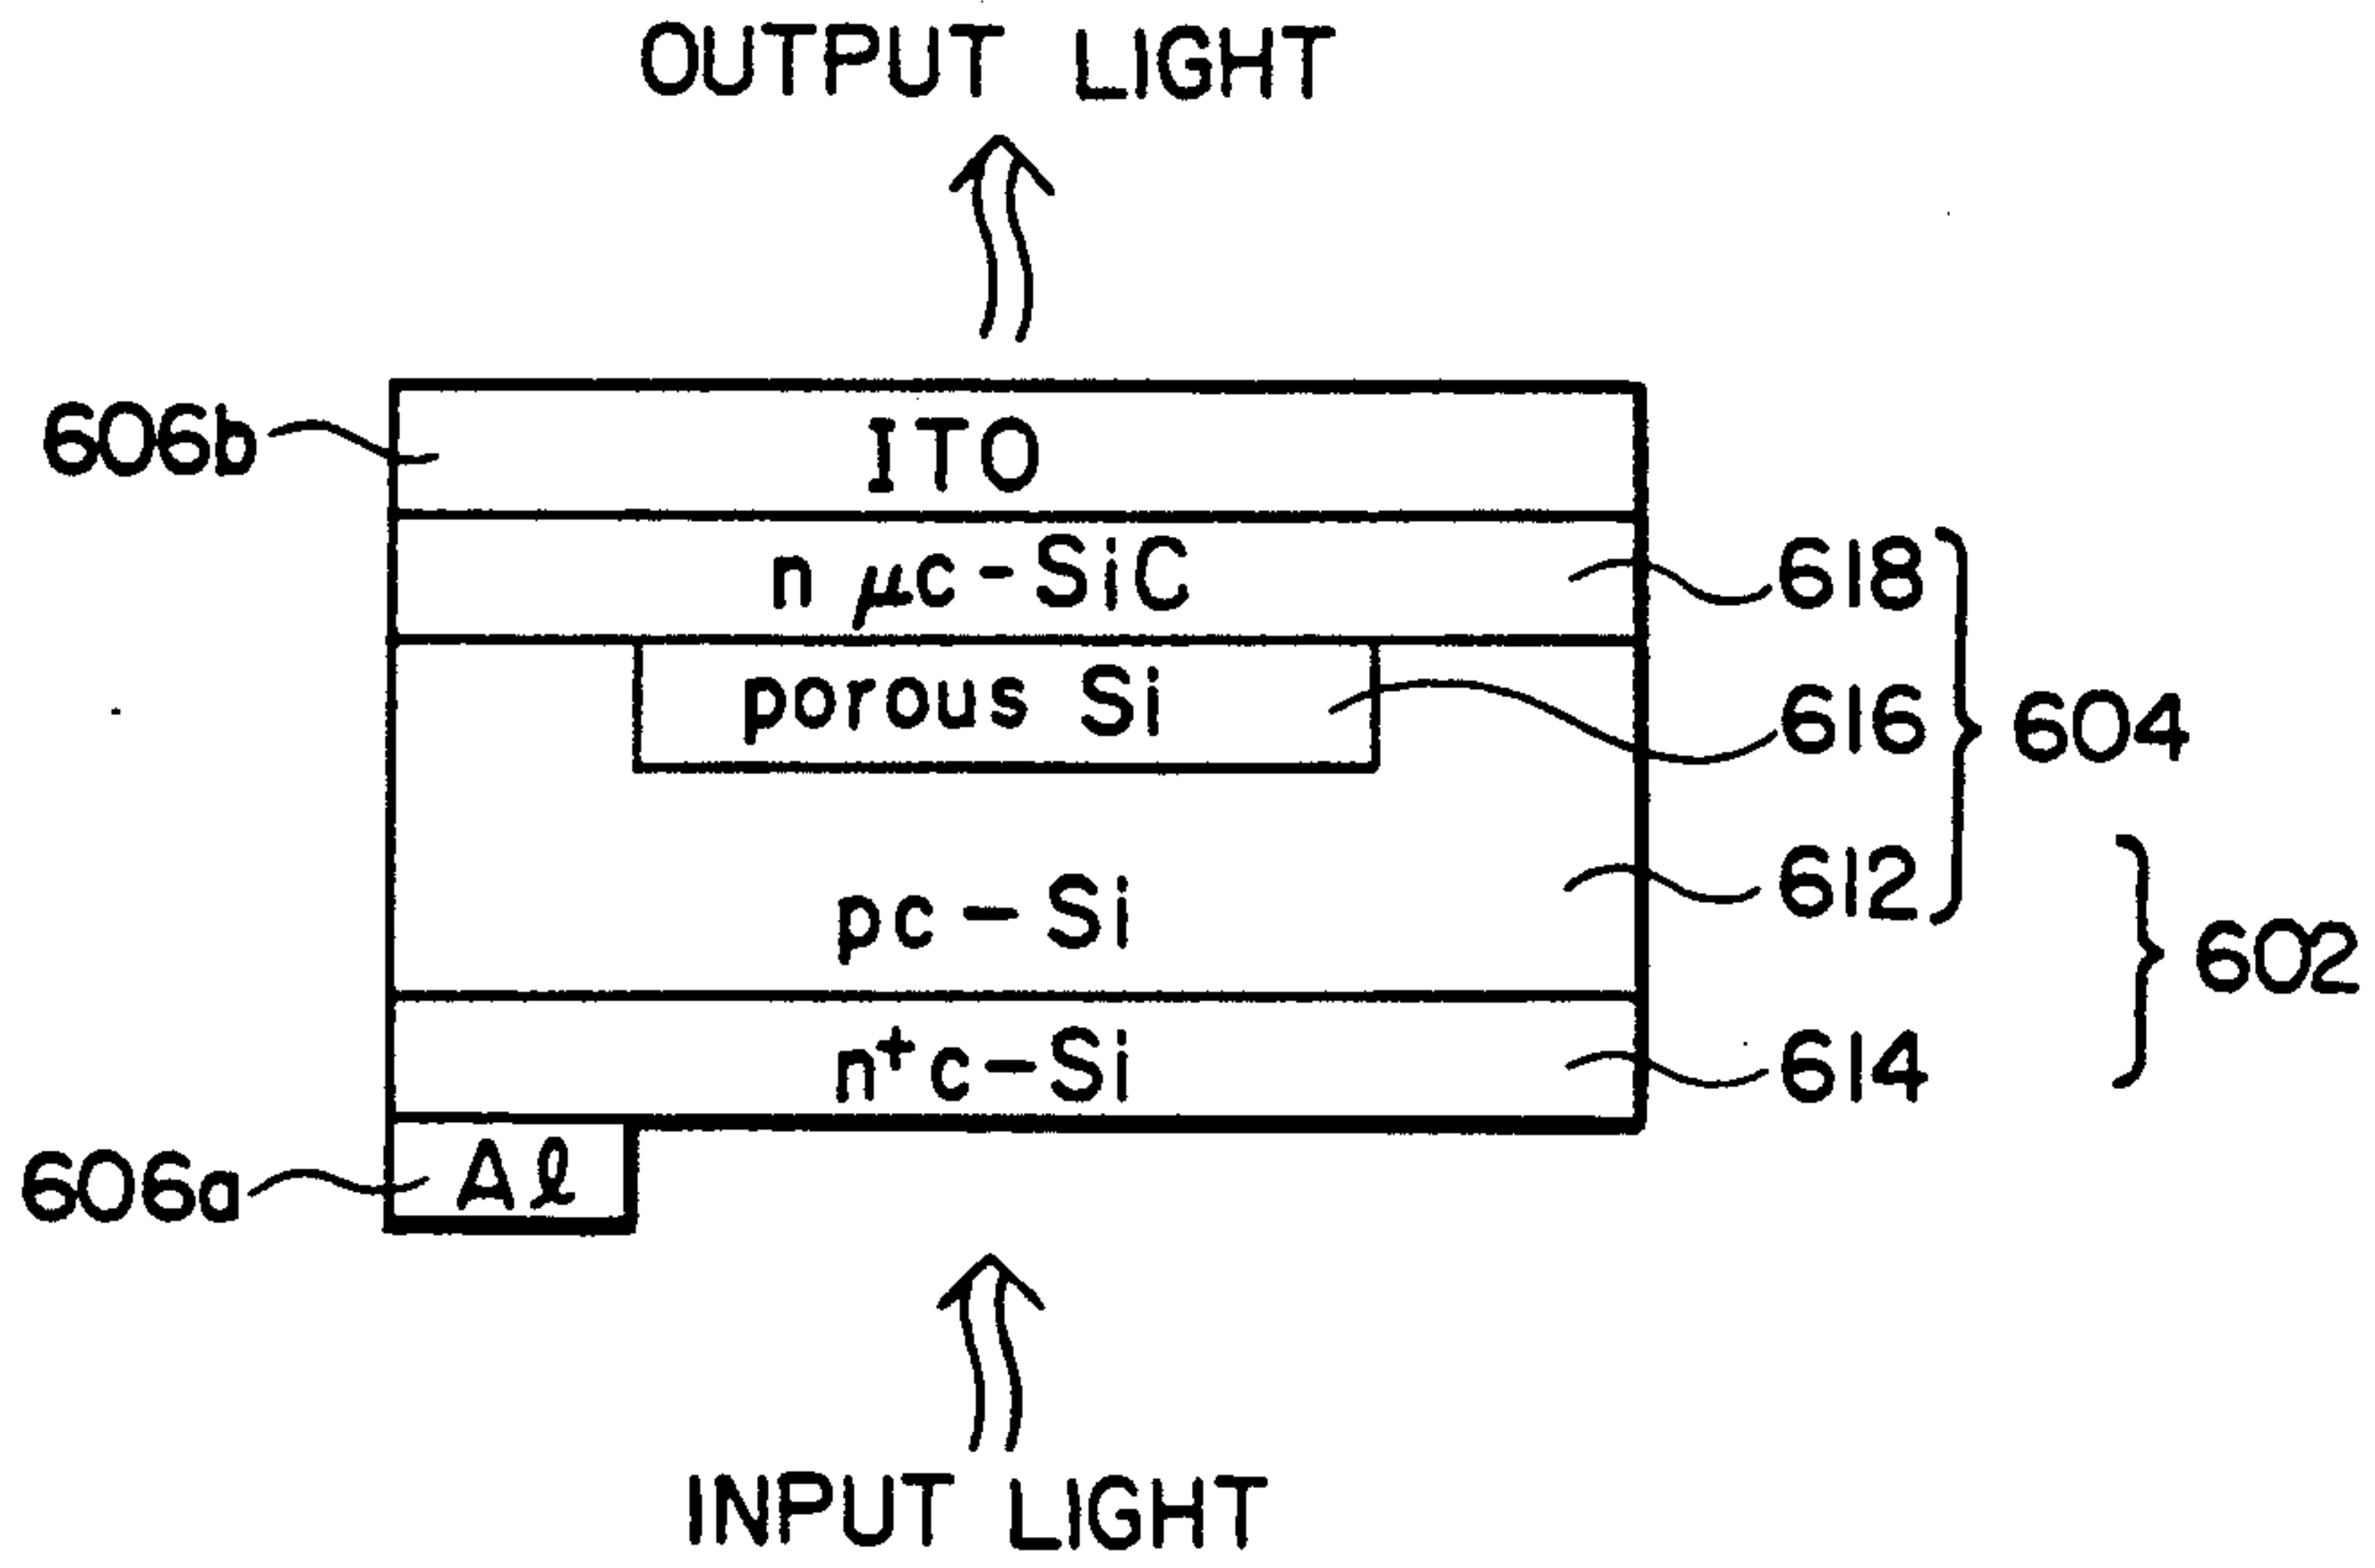 OUTPUT LIGHT
606b
ITO
n μc-SiC
618
porous Si
616
604
pc-Si
612
602
n⁺c-Si
614
606a
Aℓ
INPUT LIGHT